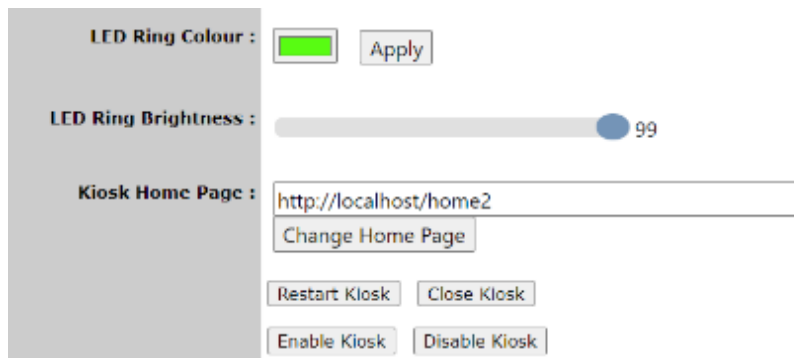 LED Ring Colour : Apply
LED Ring Brightness : 99
Kiosk Home Page : http://localhost/home2
Change Home Page
Restart Kiosk Close Kiosk
Enable Kiosk Disable Kiosk